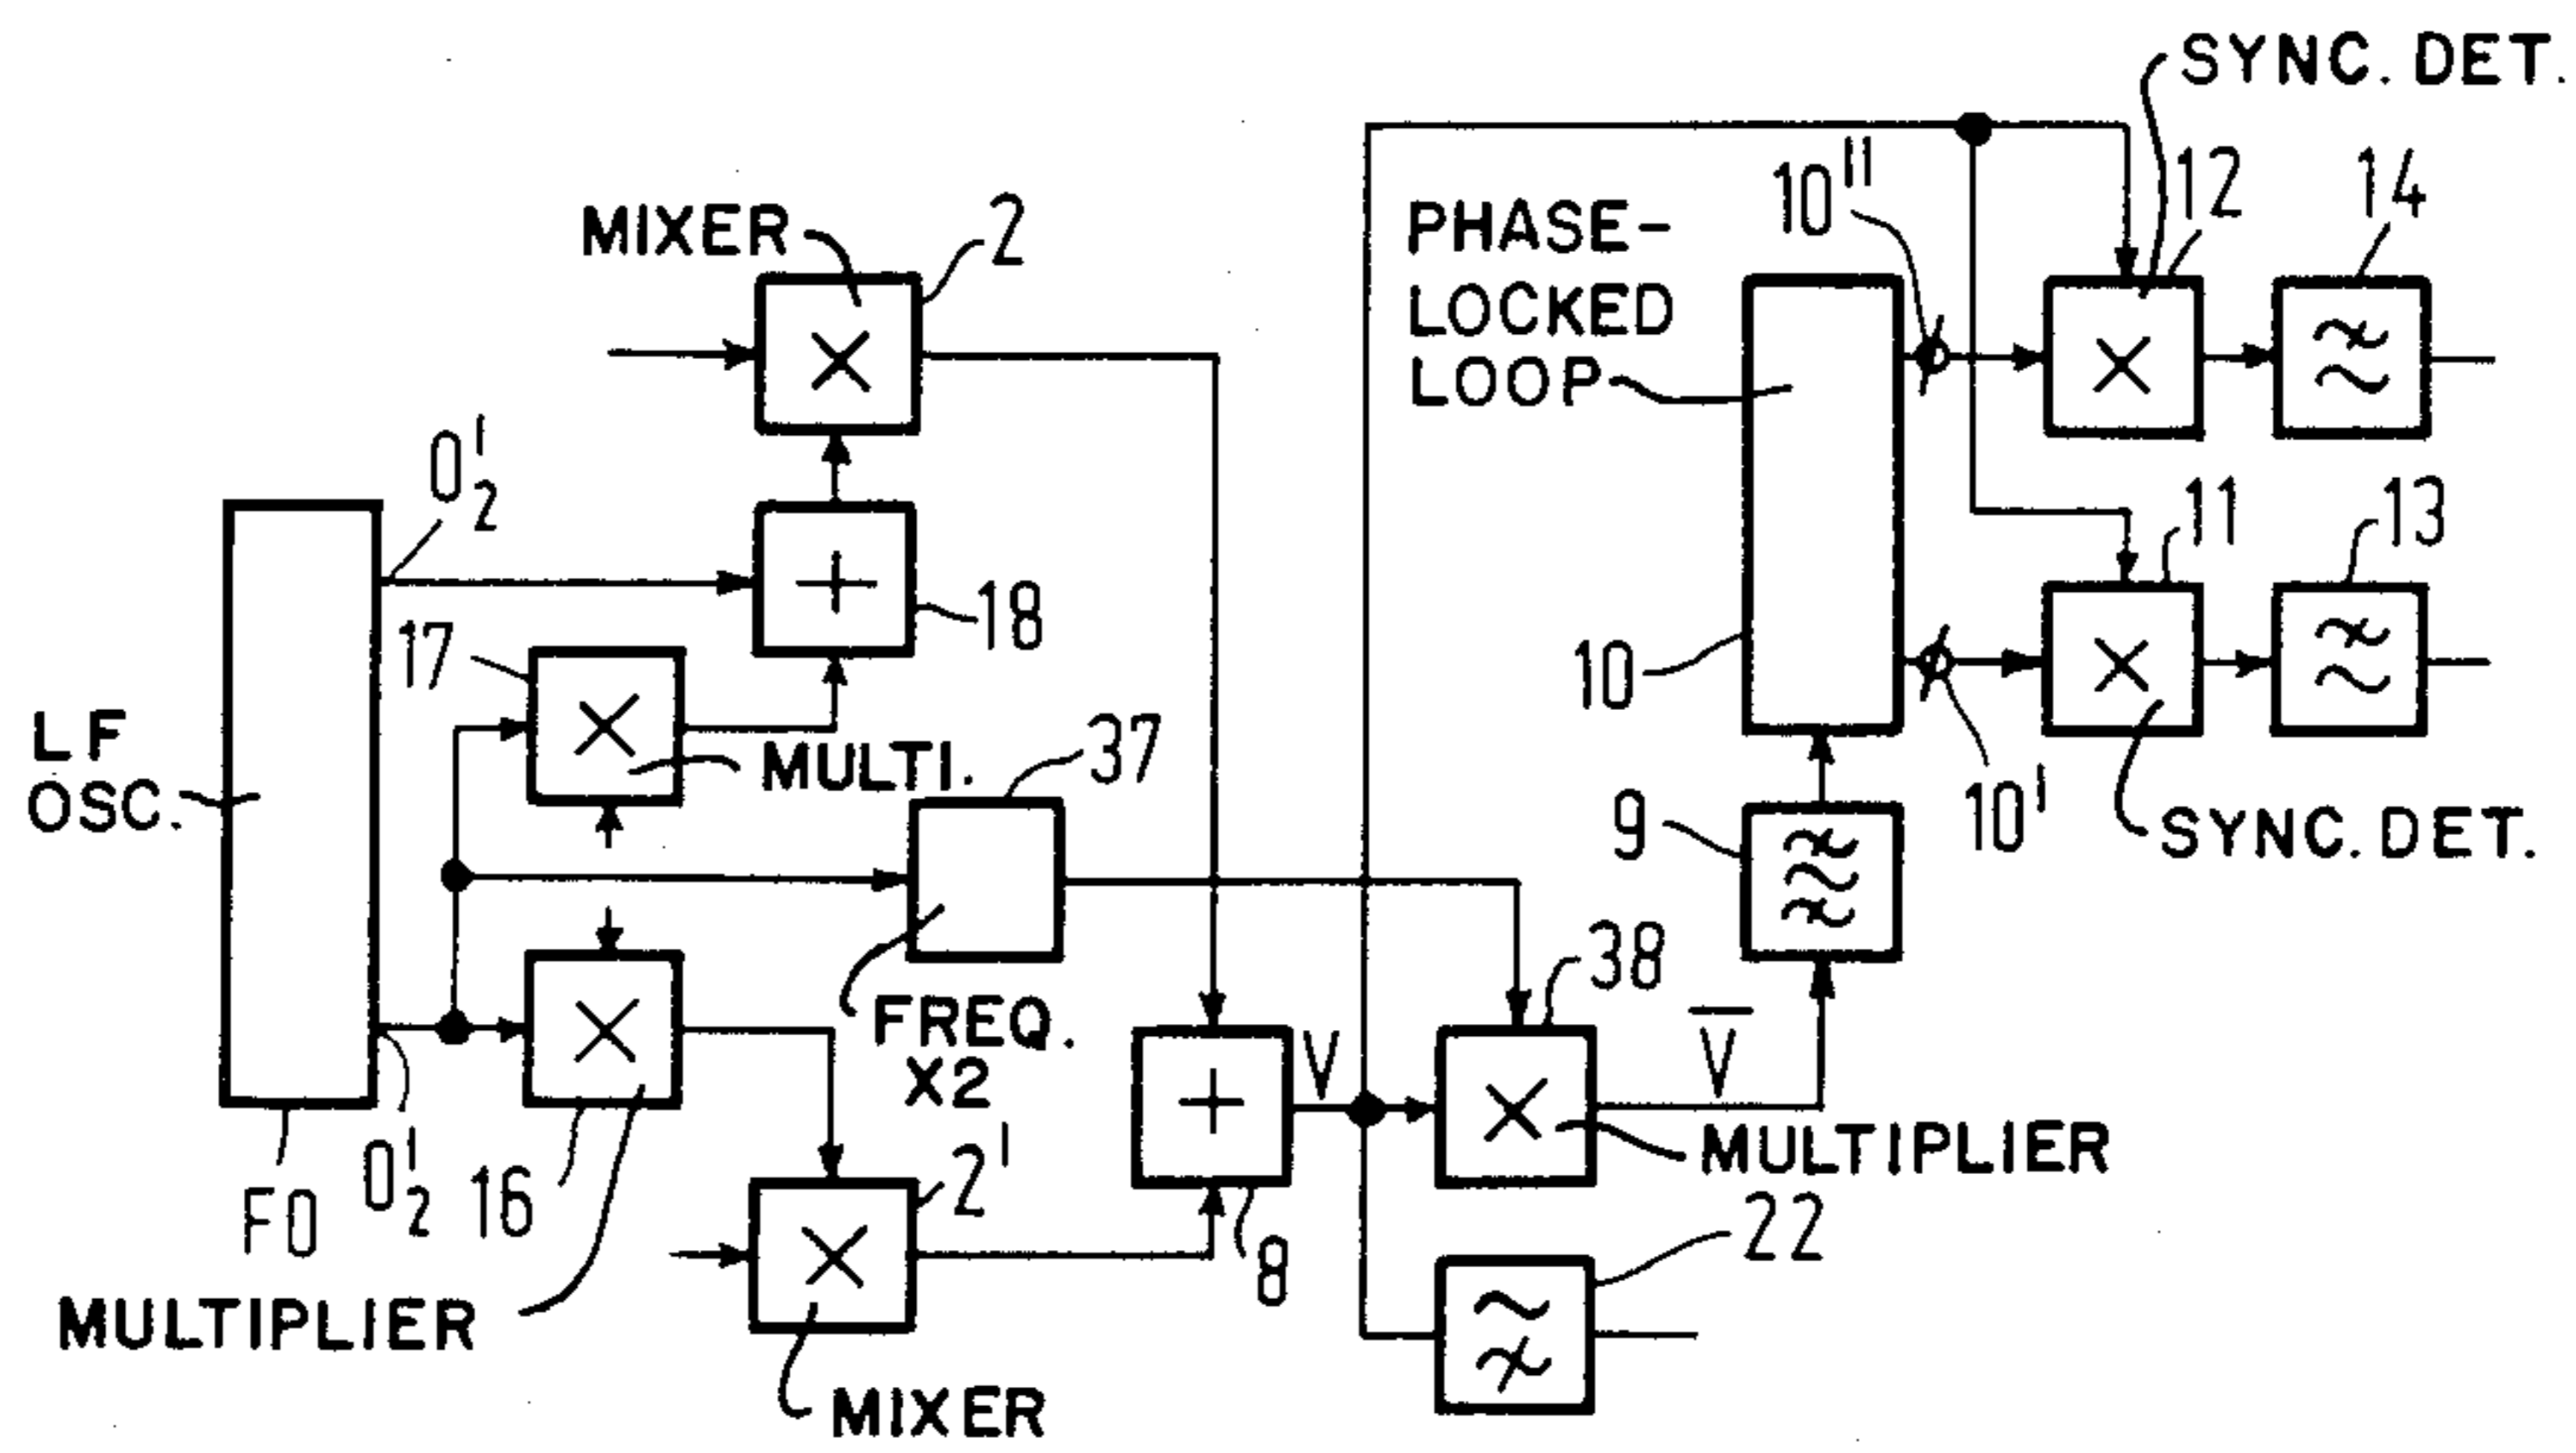 SYNC. DET.
12
14
10"
PHASE-
LOCKED
LOOP
MIXER
2
0'2
18
17
11
13
10
LF
OSC.
MULTI.
37
9
10'
SYNC. DET.
38
FREQ.
X2
V
V̅
MULTIPLIER
F0
0'2
16
2'
8
22
MULTIPLIER
MIXER